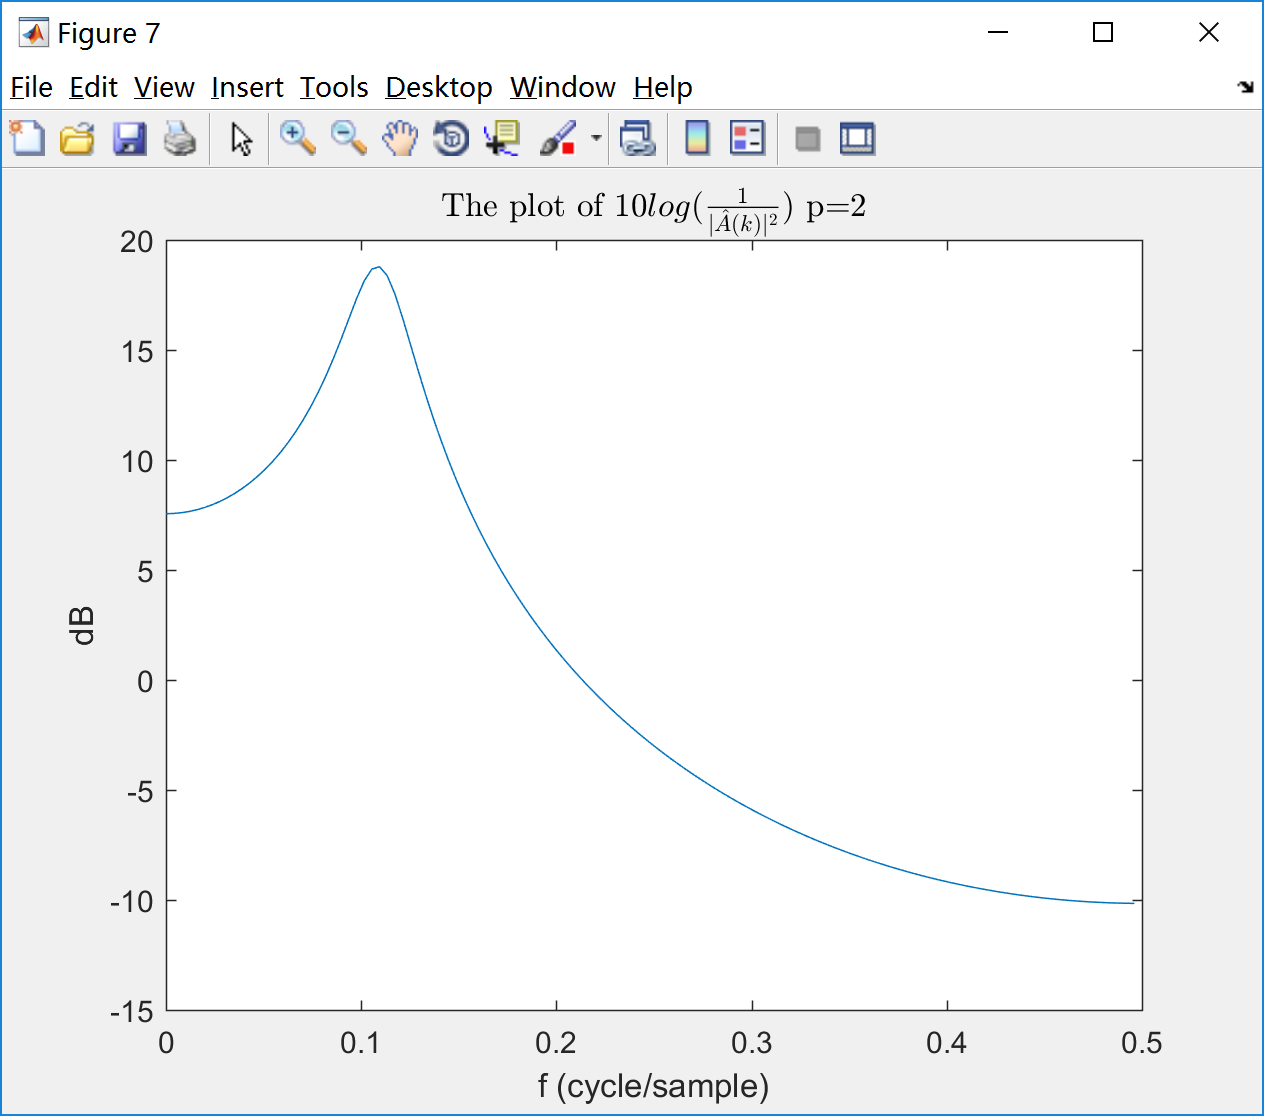 Figure 7
File Edit View Insert Tools Desktop Window Help
The plot of 10log(\frac{1}{|\hat{A}(k)|^2}) p=2
20
15
10
5
0
-5
-10
-15
dB
0 0.1 0.2 0.3 0.4 0.5
f (cycle/sample)